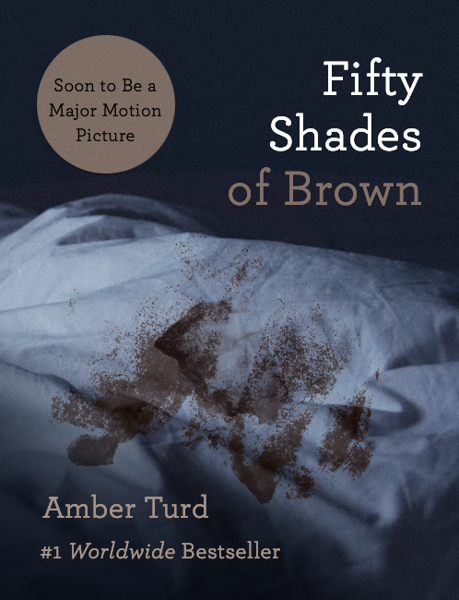 Soon to Be a
Major Motion
Picture
Fifty
Shades
of Brown
Amber Turd
#1 Worldwide Bestseller